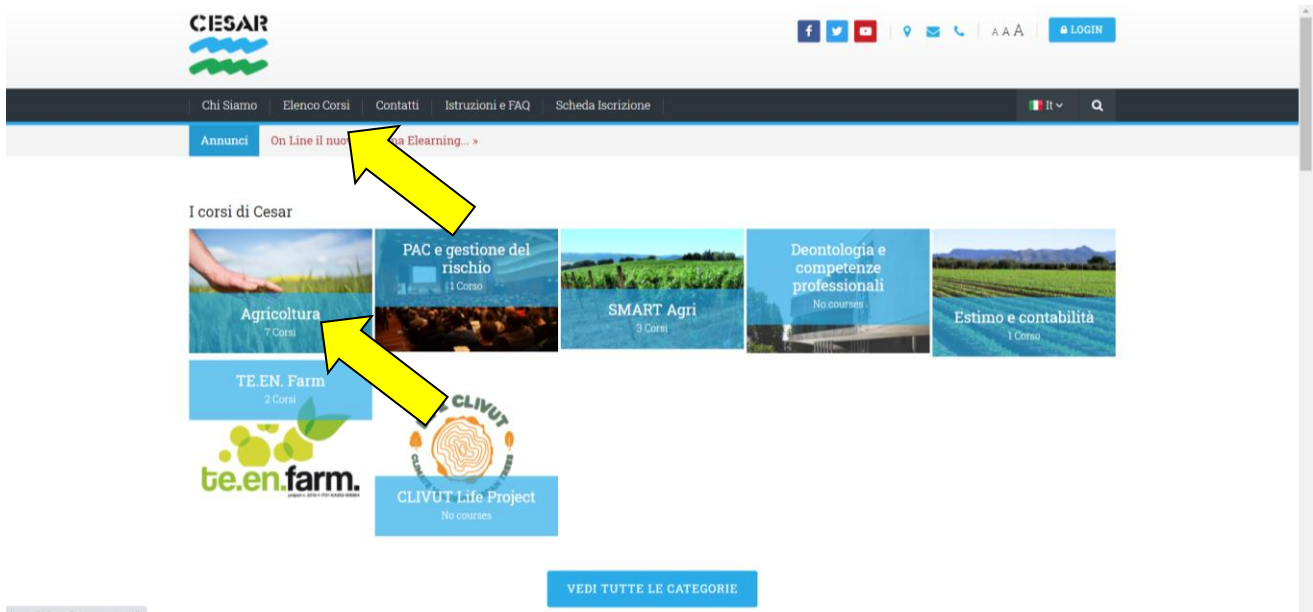 CESAR
A A A
LOGIN
Chi Siamo
Elenco Corsi
Contatti
Istruzioni e FAQ
Scheda Iscrizione
It
Annunci
On Line il nuo
Elearning... »
I corsi di Cesar
Agricoltura
7 Corsi
PAC e gestione del
rischio
1 Corso
SMART Agri
3 Corsi
Deontologia e
competenze
professionali
No courses
Estimo e contabilità
1 Corso
TE.EN. Farm
2 Corsi
te.en.farm.
CLIVUT
CLIVUT Life Project
No courses
VEDI TUTTE LE CATEGORIE